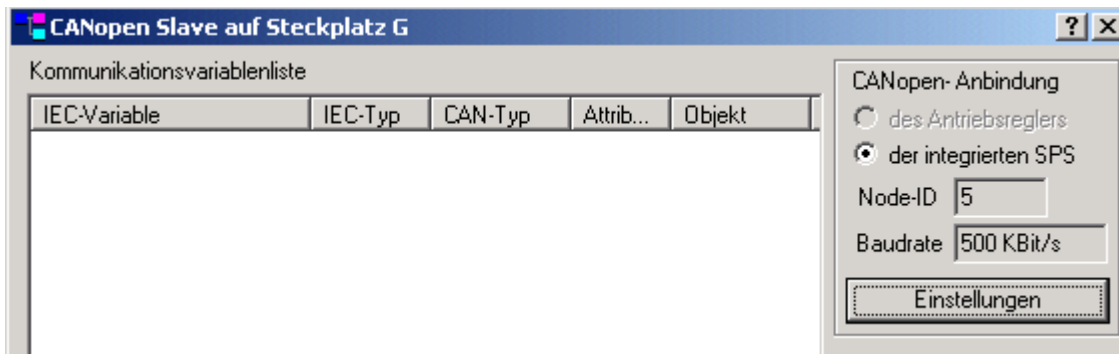 CANopen Slave auf Steckplatz G
Kommunikationsvariablenliste
IEC-Variable IEC-Typ CAN-Typ Attrib... Objekt
CANopen- Anbindung
des Antriebsreglers
der integrierten SPS
Node-ID 5
Baudrate 500 KBit/s
Einstellungen